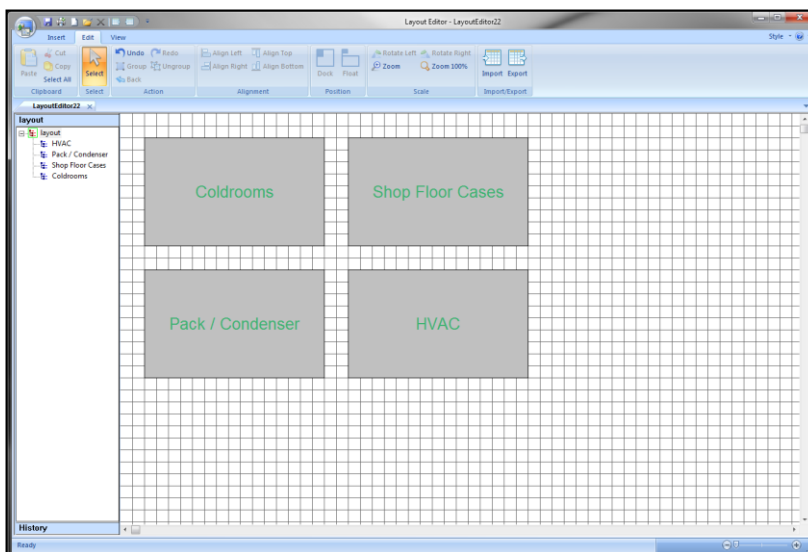 Layout Editor - LayoutEditor22
Insert Edit View Style
Cut Undo Redo Align Left Align Top Rotate Left Rotate Right
Paste Copy Select Group Ungroup Align Right Align Bottom Dock Float Zoom Zoom 100% Import Export
Select All Back
Clipboard Select Action Alignment Position Scale Import/Export
LayoutEditor22
layout
layout
HVAC
Pack / Condenser
Shop Floor Cases
Coldrooms
Coldrooms Shop Floor Cases
Pack / Condenser HVAC
History
Ready